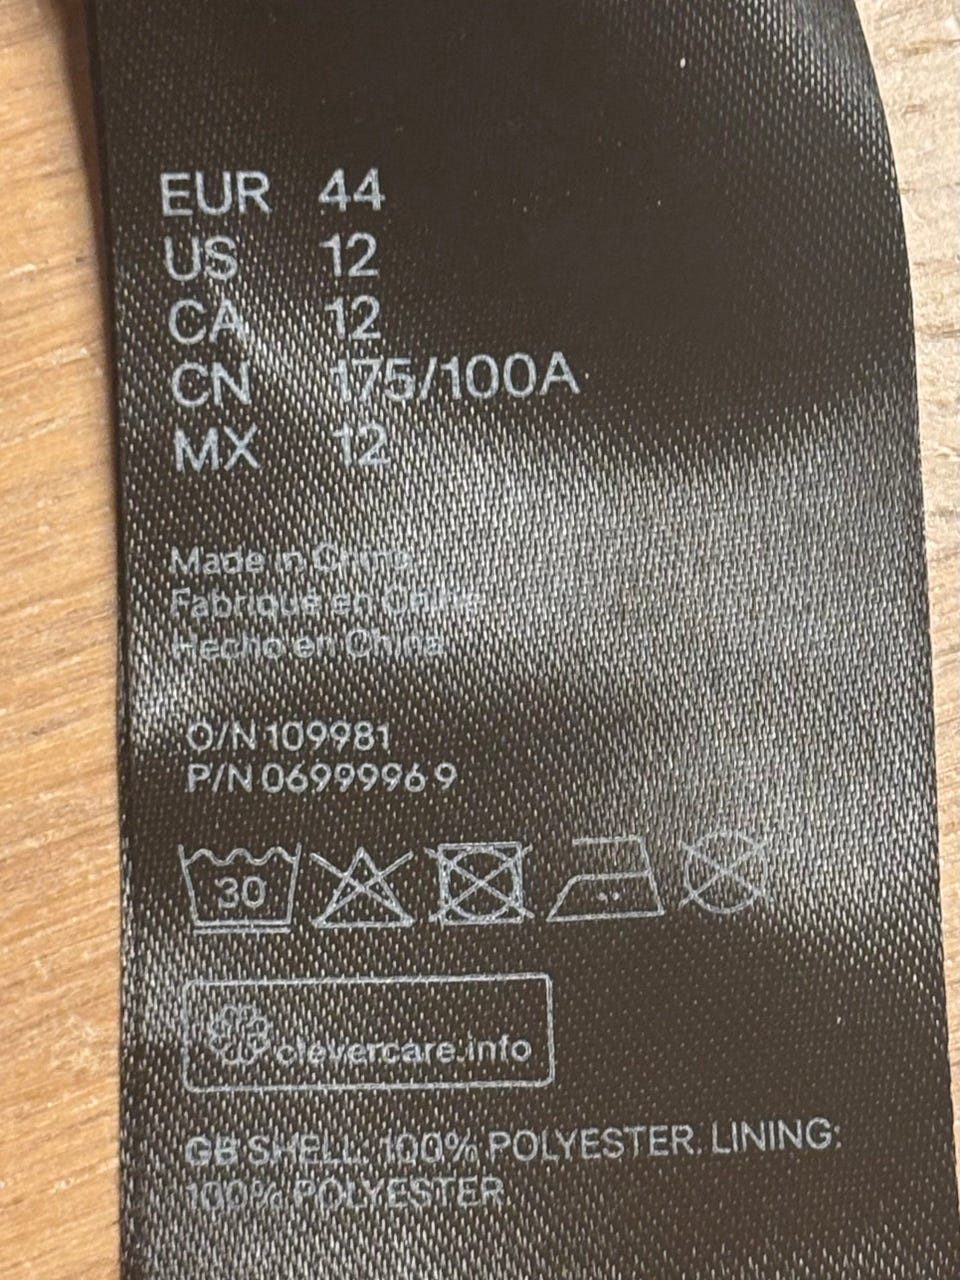 EUR 44
US 12
CA 12
CN 175/100A
MX 12
Made in China
Fabriqué en Chine
Hecho en China
O/N 109981
P/N 0699996 9
30
clevercare.info
GB SHELL: 100% POLYESTER. LINING:
100% POLYESTER